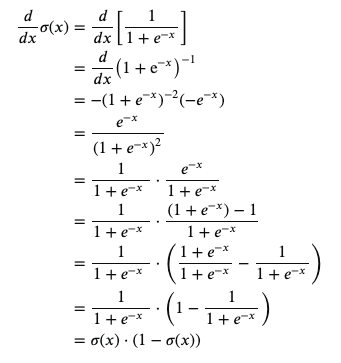 d/dx σ(x) = d/dx [1/(1 + e^{-x})]
= d/dx (1 + e^{-x})^{-1}
= -(1 + e^{-x})^{-2}(-e^{-x})
= e^{-x}/(1 + e^{-x})^2
= 1/(1 + e^{-x}) · e^{-x}/(1 + e^{-x})
= 1/(1 + e^{-x}) · ((1 + e^{-x}) - 1)/(1 + e^{-x})
= 1/(1 + e^{-x}) · ((1 + e^{-x})/(1 + e^{-x}) - 1/(1 + e^{-x}))
= 1/(1 + e^{-x}) · (1 - 1/(1 + e^{-x}))
= σ(x) · (1 - σ(x))